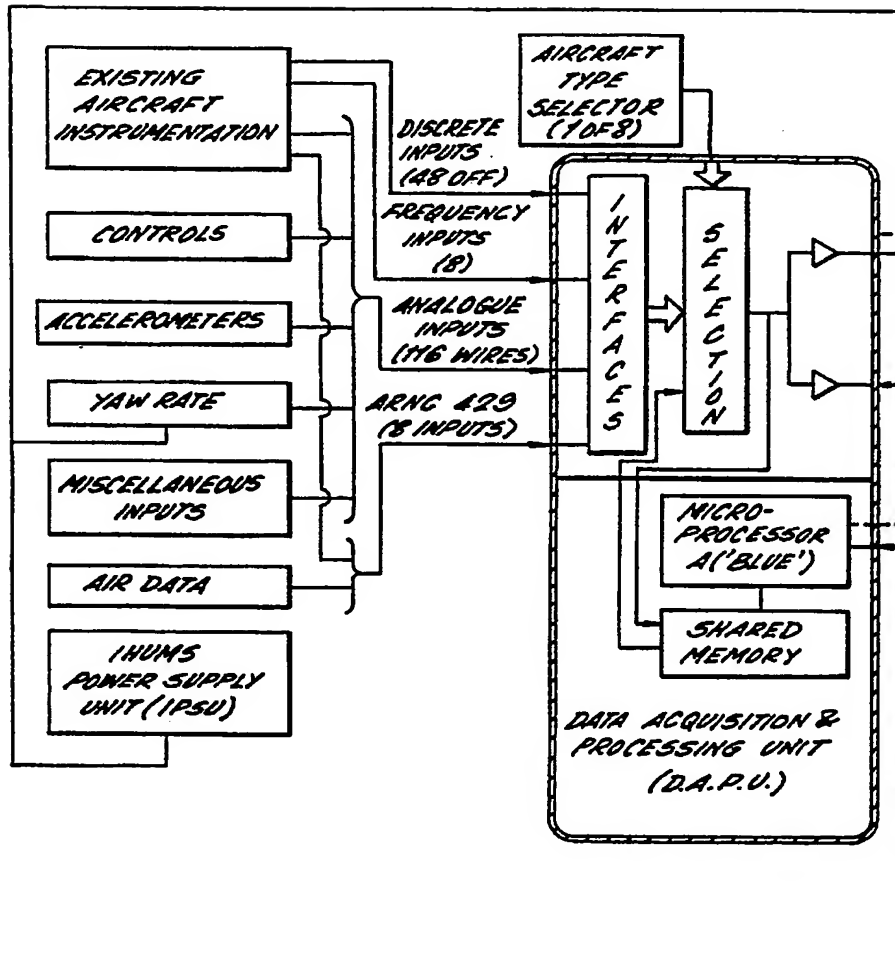 EXISTING
AIRCRAFT
INSTRUMENTATION
CONTROLS
ACCELEROMETERS
YAW RATE
MISCELLANEOUS
INPUTS
AIR DATA
IHUMS
POWER SUPPLY
UNIT (IPSU)
DISCRETE
INPUTS
(48 OFF)
FREQUENCY
INPUTS
(8)
ANALOGUE
INPUTS
(116 WIRES)
ARNC 429
(8 INPUTS)
AIRCRAFT
TYPE
SELECTOR
(1 OF 8)
INTERFACES
SELECTION
MICRO-
PROCESSOR
A('BLUE')
SHARED
MEMORY
DATA ACQUISITION &
PROCESSING UNIT
(D.A.P.U.)